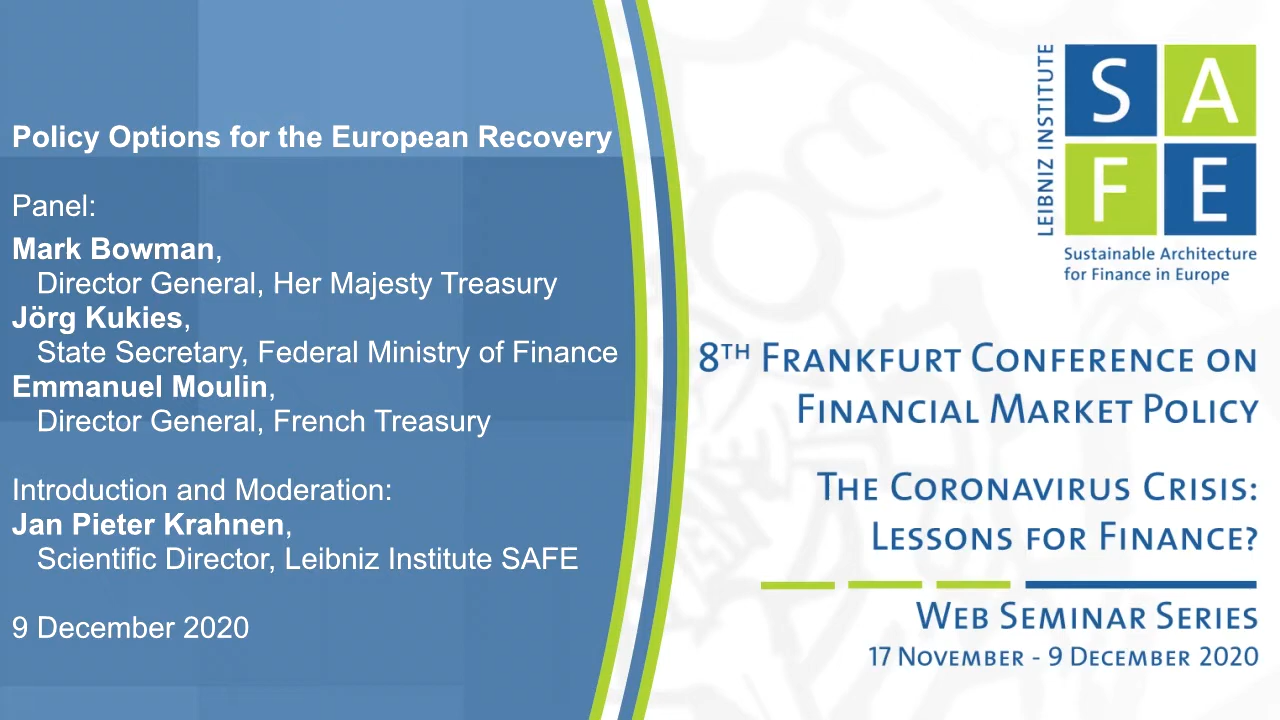 Policy Options for the European Recovery
Panel:
Mark Bowman,
Director General, Her Majesty Treasury
Jörg Kukies,
State Secretary, Federal Ministry of Finance
Emmanuel Moulin,
Director General, French Treasury
Introduction and Moderation:
Jan Pieter Krahnen,
Scientific Director, Leibniz Institute SAFE
9 December 2020
LEIBNIZ INSTITUTE
S A
F E
Sustainable Architecture
for Finance in Europe
8TH FRANKFURT CONFERENCE ON
FINANCIAL MARKET POLICY
THE CORONAVIRUS CRISIS:
LESSONS FOR FINANCE?
WEB SEMINAR SERIES
17 NOVEMBER - 9 DECEMBER 2020